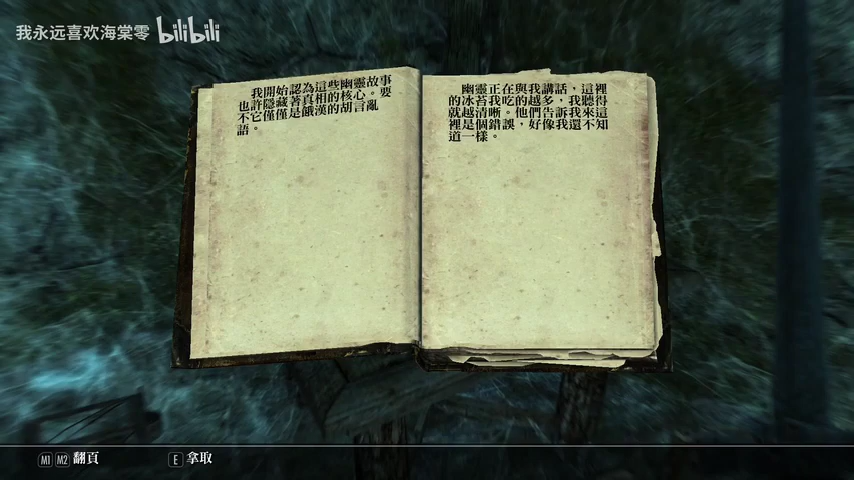 我永远喜欢海棠零 bilibili
我開始認為這些幽靈故事
也許隱藏著真相的核心。要
不它僅僅是餓漢的胡言亂
語。
幽靈正在與我講話，這裡
的冰苔我吃的越多，我聽得
就越清晰。他們告訴我來這
裡是個錯誤，好像我還不知
道一樣。
M1 M2 翻頁
E 拿取